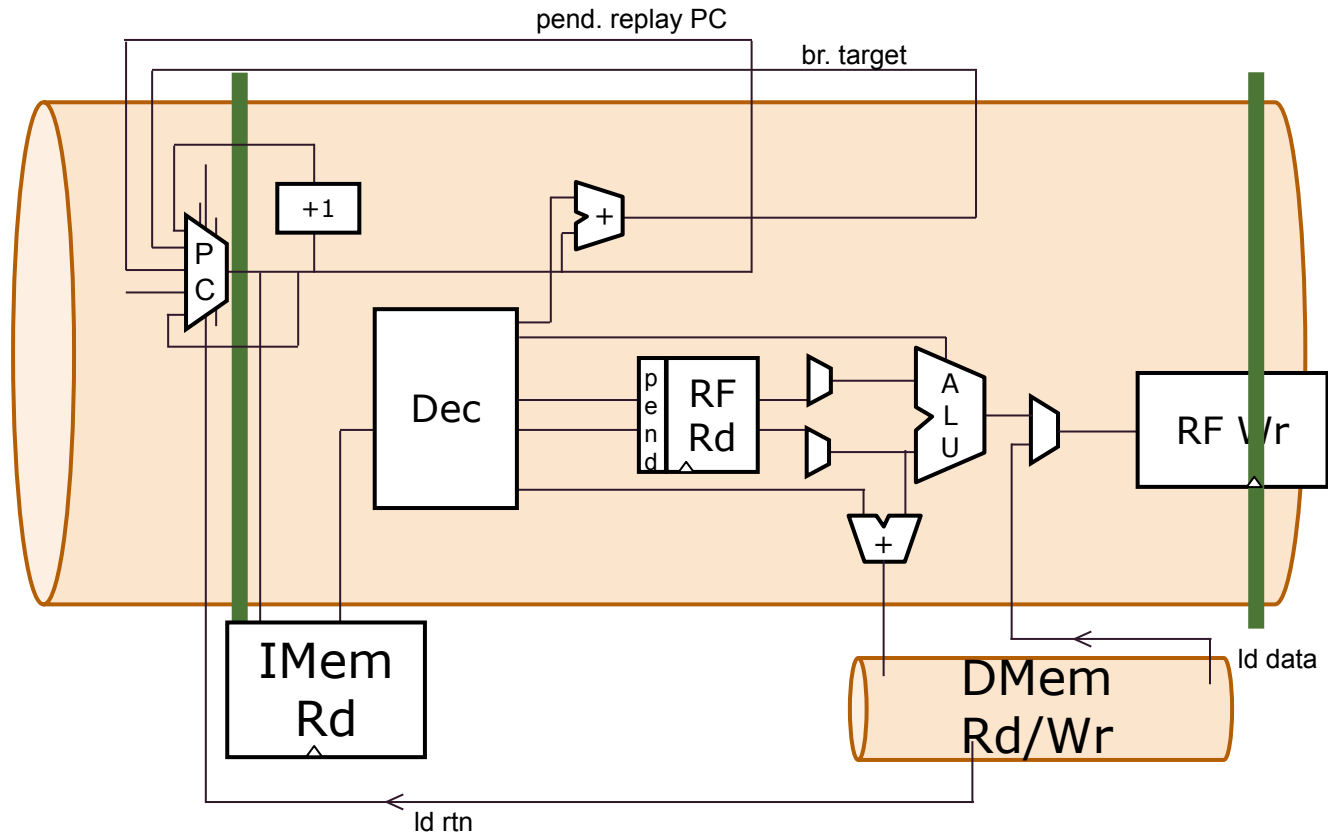 pend. replay PC
br. target
+1
+
P
C
Dec
p
e
n
d
RF
Rd
A
L
U
RF Wr
+
IMem
Rd
DMem
Rd/Wr
ld data
ld rtn